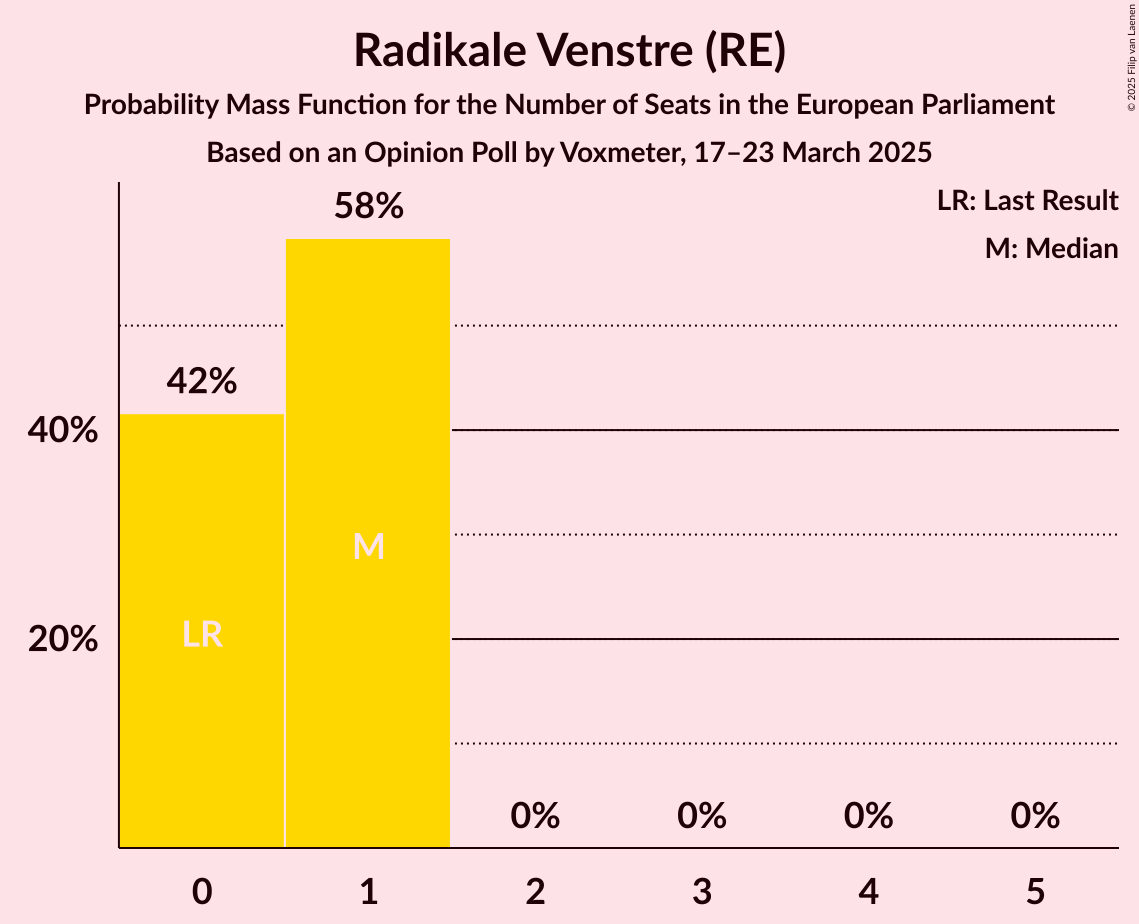 Radikale Venstre (RE)
Probability Mass Function for the Number of Seats in the European Parliament
Based on an Opinion Poll by Voxmeter, 17–23 March 2025
© 2025 Filip van Laenen
LR: Last Result
M: Median
58%
42%
40%
20%
M
LR
0% 0% 0% 0%
0 1 2 3 4 5